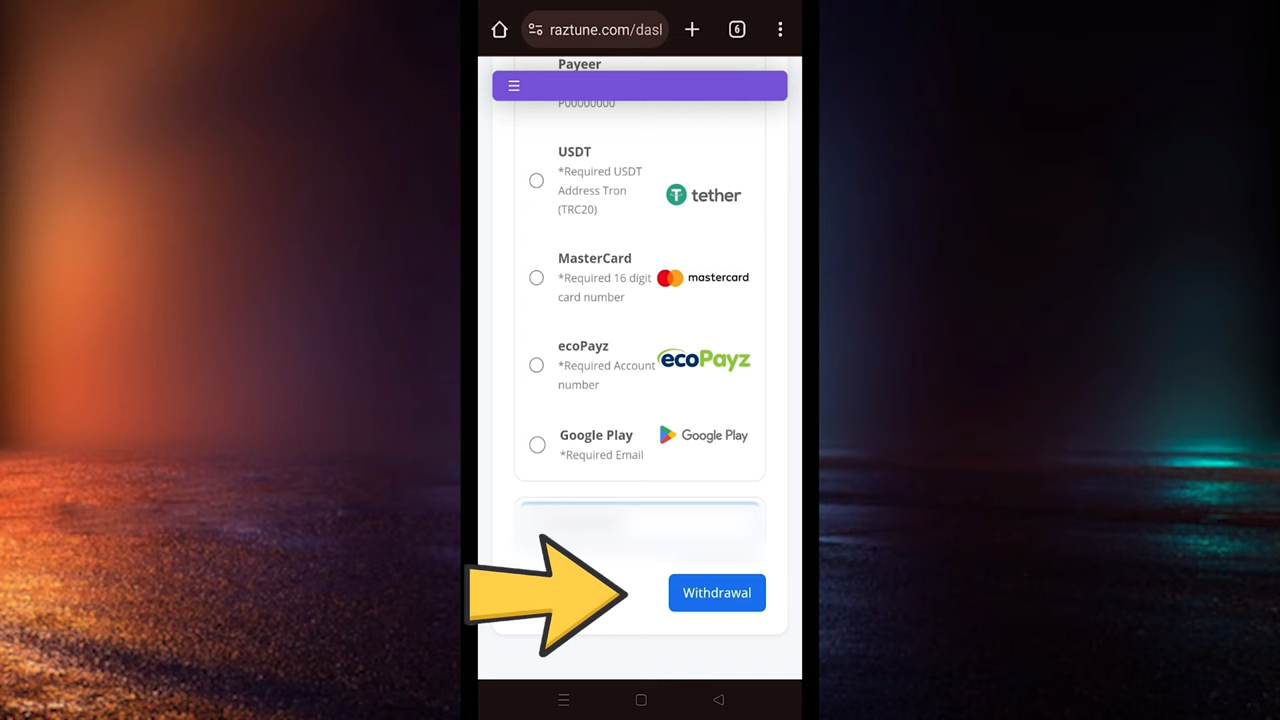 raztune.com/dasl
6
Payeer
P00000000
USDT
*Required USDT
Address Tron
(TRC20)
tether
MasterCard
*Required 16 digit
card number
mastercard
ecoPayz
*Required Account
number
ecoPayz
Google Play
*Required Email
Google Play
Withdrawal